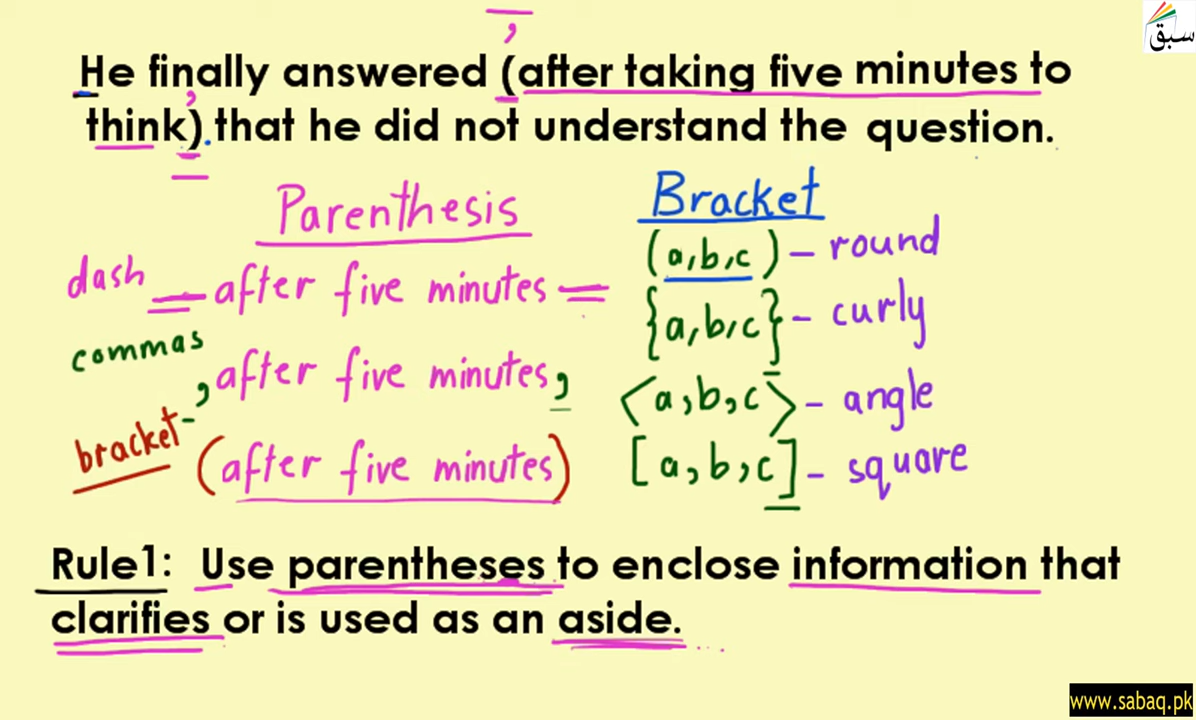 سبق
He finally answered (after taking five minutes to
think). that he did not understand the question.
Parenthesis
dash — after five minutes —
commas , after five minutes ,
bracket - (after five minutes)
Bracket
(a,b,c) - round
{a,b,c} - curly
<a,b,c> - angle
[a,b,c] - square
Rule1: Use parentheses to enclose information that
clarifies or is used as an aside.
www.sabaq.pk